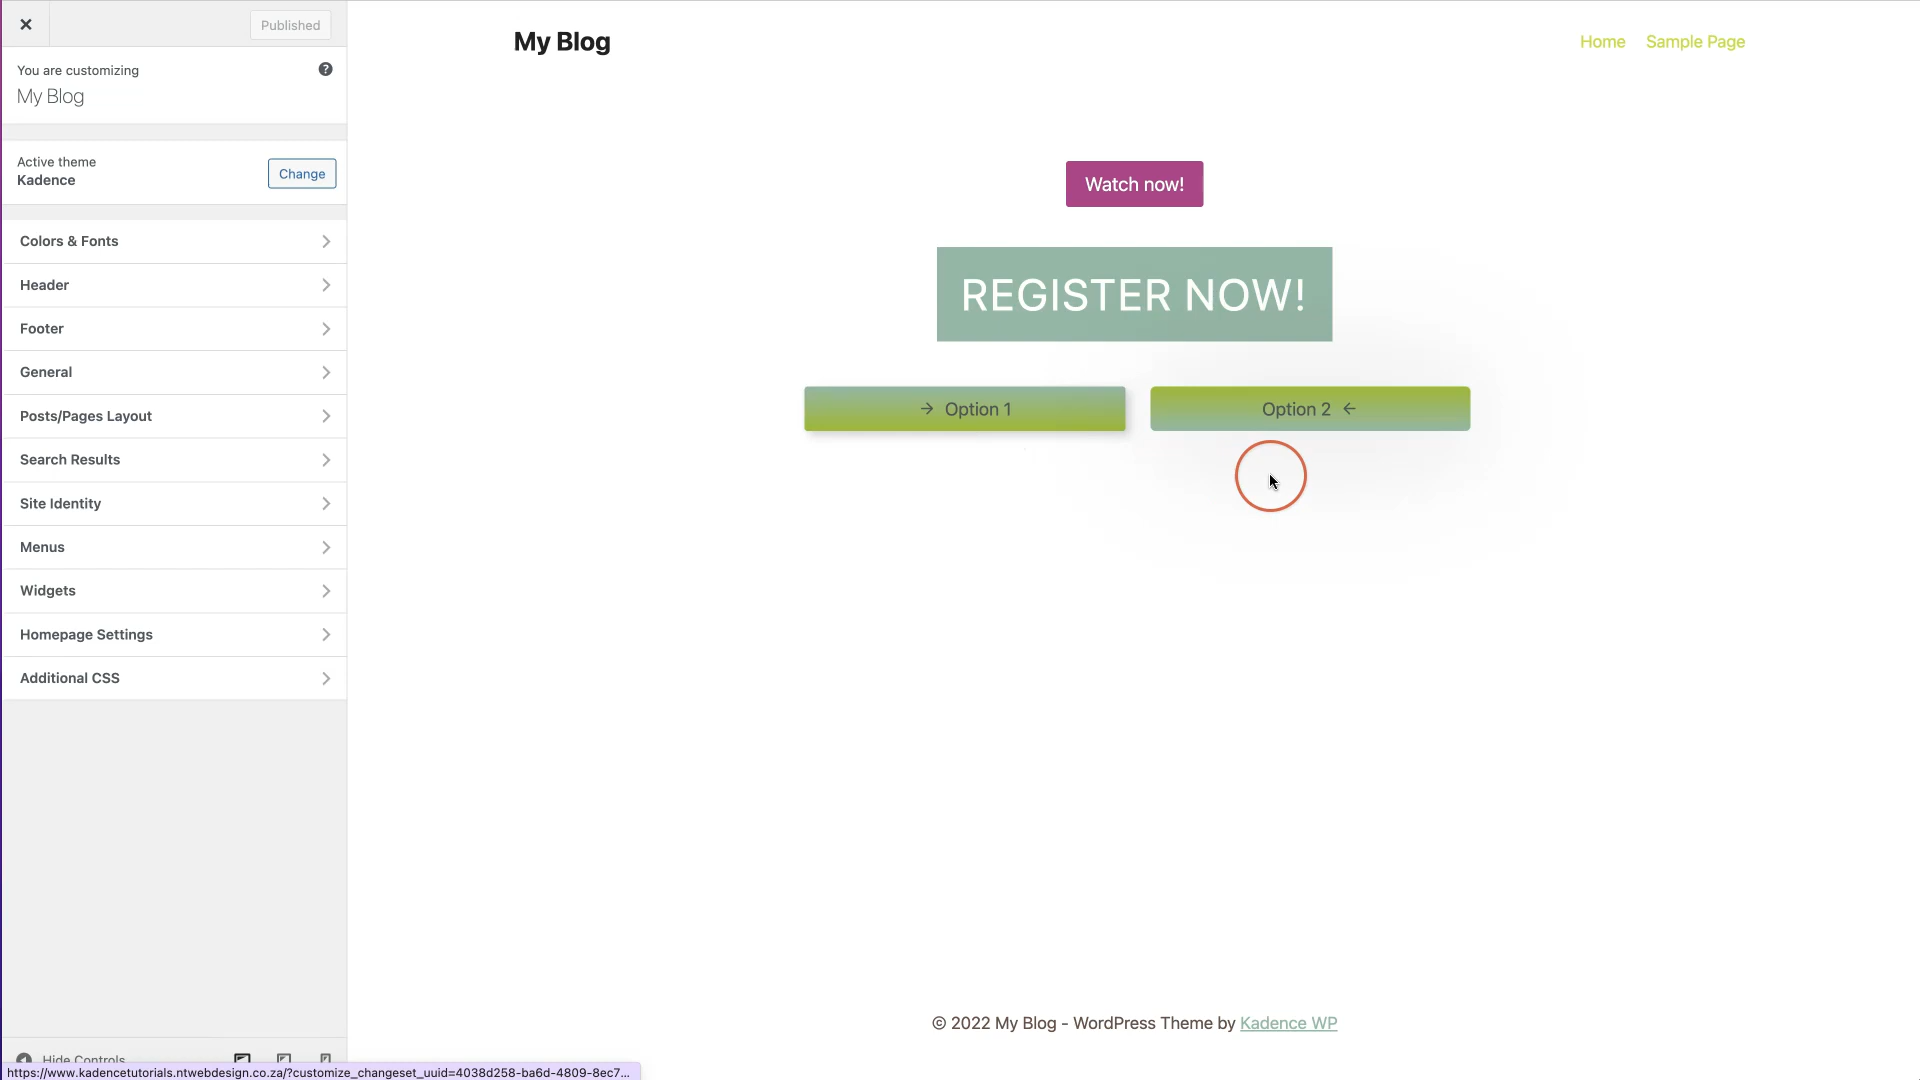 Published
You are customizing
My Blog
Active theme
Kadence
Change
Colors & Fonts
Header
Footer
General
Posts/Pages Layout
Search Results
Site Identity
Menus
Widgets
Homepage Settings
Additional CSS
Hide Controls
https://www.kadencetutorials.ntwebdesign.co.za/?customize_changeset_uuid=4038d258-ba6d-4809-8ec7...
My Blog
Home
Sample Page
Watch now!
REGISTER NOW!
→ Option 1
Option 2 ←
© 2022 My Blog - WordPress Theme by Kadence WP